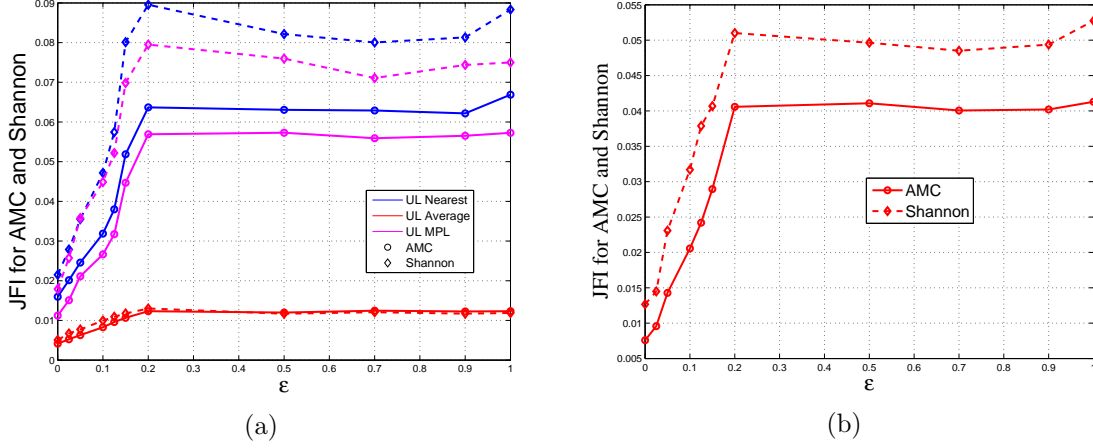 0.09
0.08
0.07
0.06
0.05
0.04
0.03
0.02
0.01
0
JFI for AMC and Shannon
UL Nearest
UL Average
UL MPL
AMC
Shannon
0 0.1 0.2 0.3 0.4 0.5 0.6 0.7 0.8 0.9 1
ε
(a)
0.055
0.05
0.045
0.04
0.035
0.03
0.025
0.02
0.015
0.01
0.005
JFI for AMC and Shannon
AMC
Shannon
0 0.1 0.2 0.3 0.4 0.5 0.6 0.7 0.8 0.9 1
ε
(b)